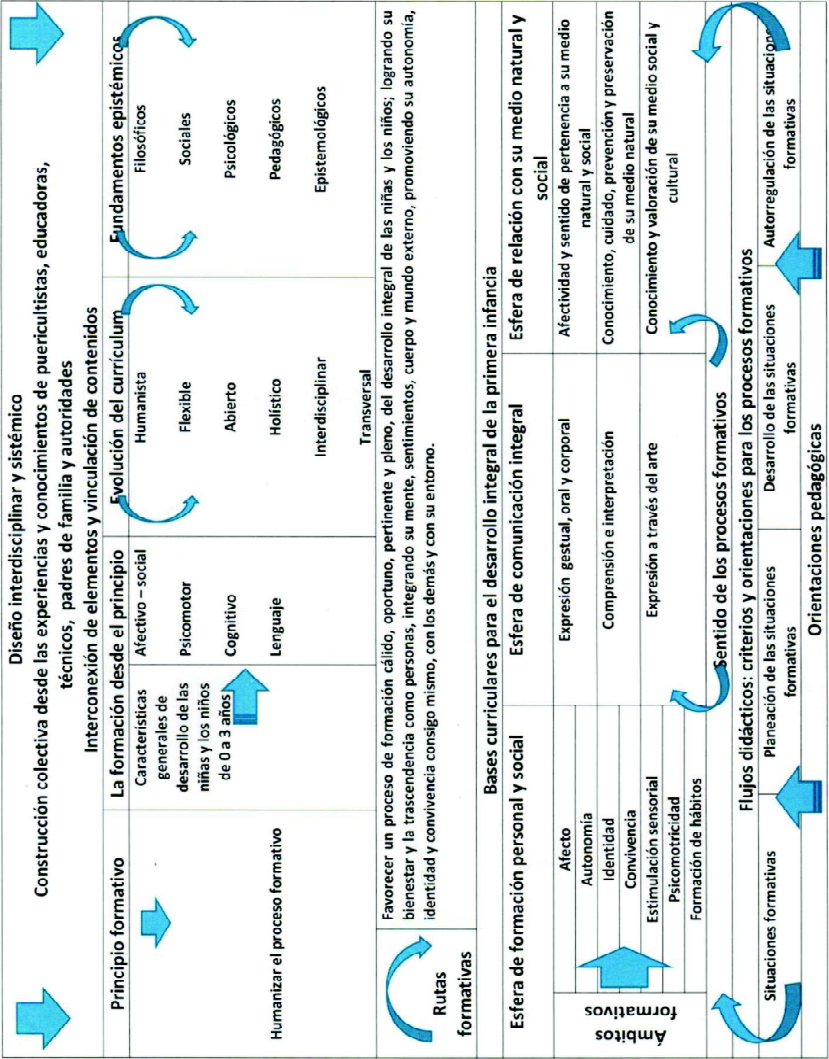 Diseño interdisciplinar y sistémico
Construcción colectiva desde las experiencias y conocimientos de puericultistas, educadoras,
técnicos, padres de familia y autoridades
Interconexión de elementos y vinculación de contenidos
Principio formativo
La formación desde el principio
Evolución del currículum
Fundamentos epistémicos
Humanizar el proceso formativo
Características
generales de
desarrollo de las
niñas y los niños
de 0 a 3 años
Afectivo – social
Psicomotor
Cognitivo
Lenguaje
Humanista
Flexible
Abierto
Holístico
Interdisciplinar
Transversal
Filosóficos
Sociales
Psicológicos
Pedagógicos
Epistemológicos
Rutas
formativas
Favorecer un proceso de formación cálido, oportuno, pertinente y pleno, del desarrollo integral de las niñas y los niños; logrando su
bienestar y la trascendencia como personas, integrando su mente, sentimientos, cuerpo y mundo externo, promoviendo su autonomía,
identidad y convivencia consigo mismo, con los demás y con su entorno.
Bases curriculares para el desarrollo integral de la primera infancia
Esfera de formación personal y social
Esfera de comunicación integral
Esfera de relación con su medio natural y
social
Ámbitos
formativos
Afecto
Autonomía
Identidad
Convivencia
Estimulación sensorial
Psicomotricidad
Formación de hábitos
Expresión gestual, oral y corporal
Comprensión e interpretación
Expresión a través del arte
Afectividad y sentido de pertenencia a su medio
natural y social
Conocimiento, cuidado, prevención y preservación
de su medio natural
Conocimiento y valoración de su medio social y
cultural
Sentido de los procesos formativos
Flujos didácticos: criterios y orientaciones para los procesos formativos
Situaciones formativas
Planeación de las situaciones
formativas
Desarrollo de las situaciones
formativas
Autorregulación de las situaciones
formativas
Orientaciones pedagógicas